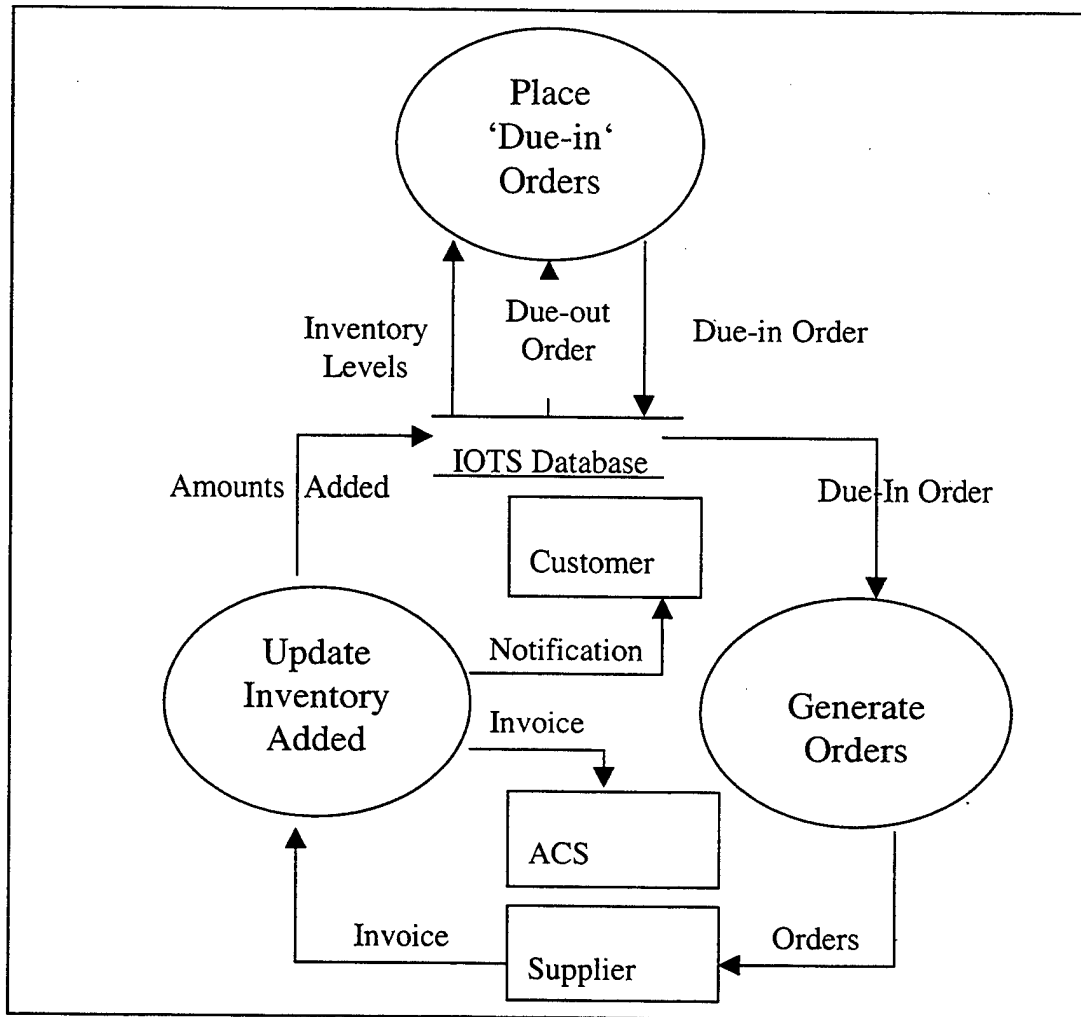 Place
‘Due-in‘
Orders
Inventory
Levels
Due-out
Order
Due-in Order
IOTS Database
Amounts Added
Due-In Order
Customer
Update
Inventory
Added
Notification
Invoice
Generate
Orders
ACS
Invoice
Supplier
Orders